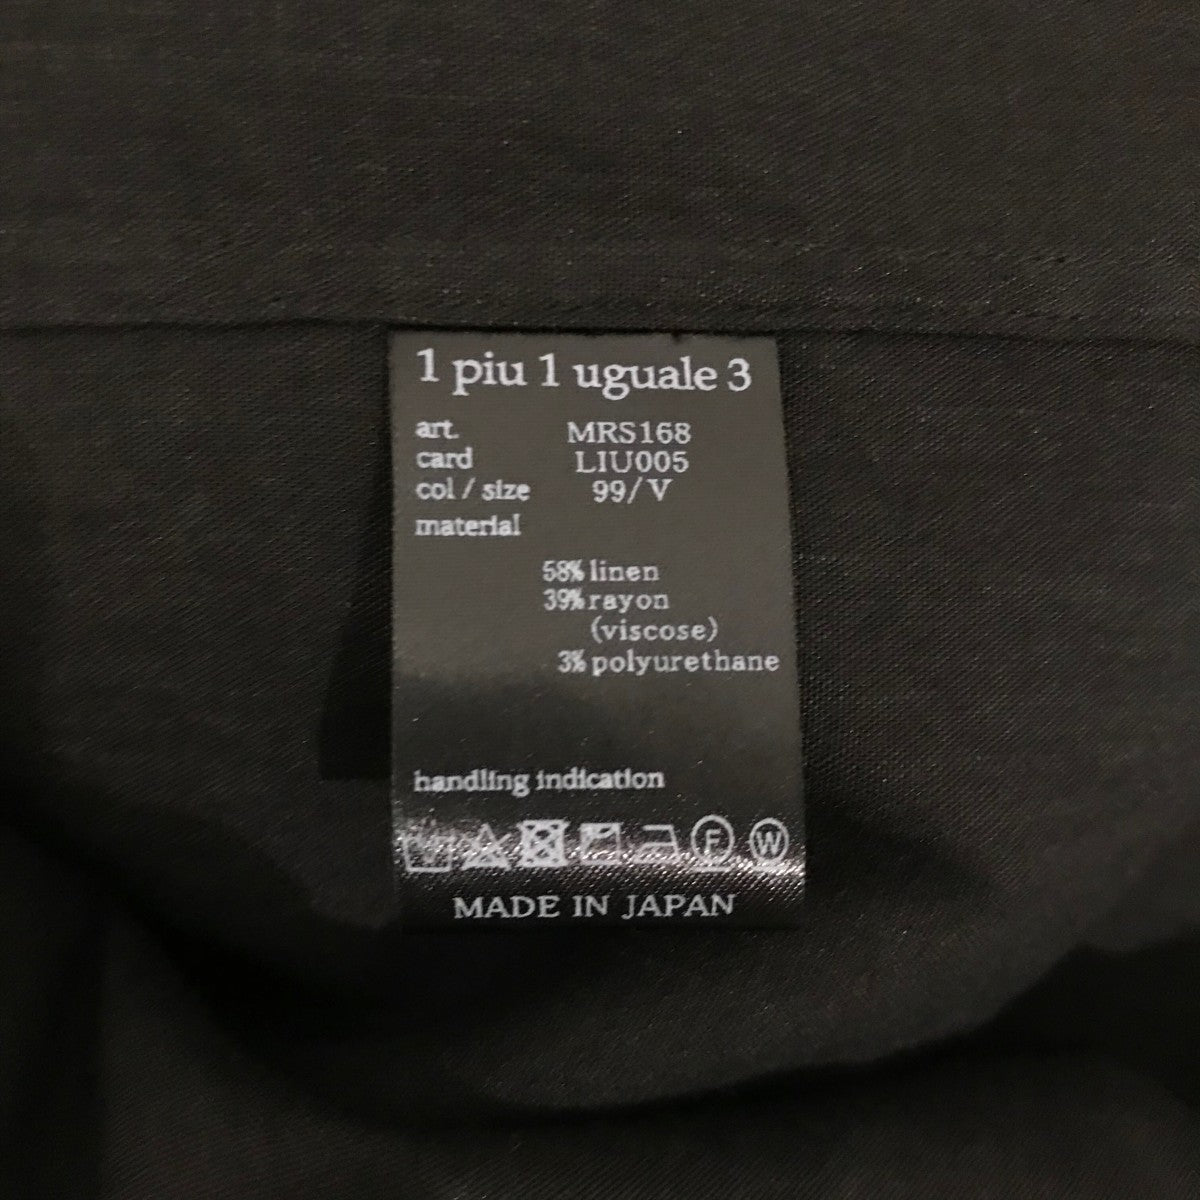 1 piu 1 uguale 3
art. MRS168
card LIU005
col / size 99/V
material
58% linen
39% rayon
(viscose)
3% polyurethane
handling indication
F W
MADE IN JAPAN